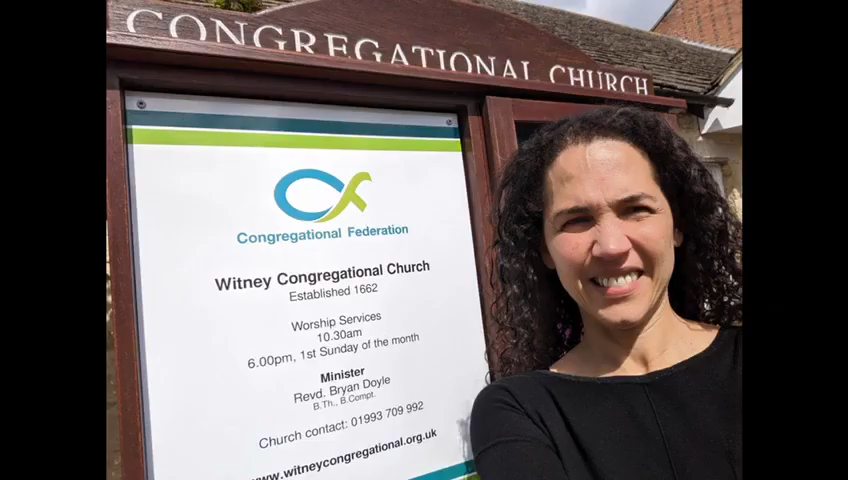 CONGREGATIONAL CHURCH
Congregational Federation
Witney Congregational Church
Established 1662
Worship Services
10.30am
6.00pm, 1st Sunday of the month
Minister
Revd. Bryan Doyle
B.Th., B.Compt.
Church contact: 01993 709 992
www.witneycongregational.org.uk